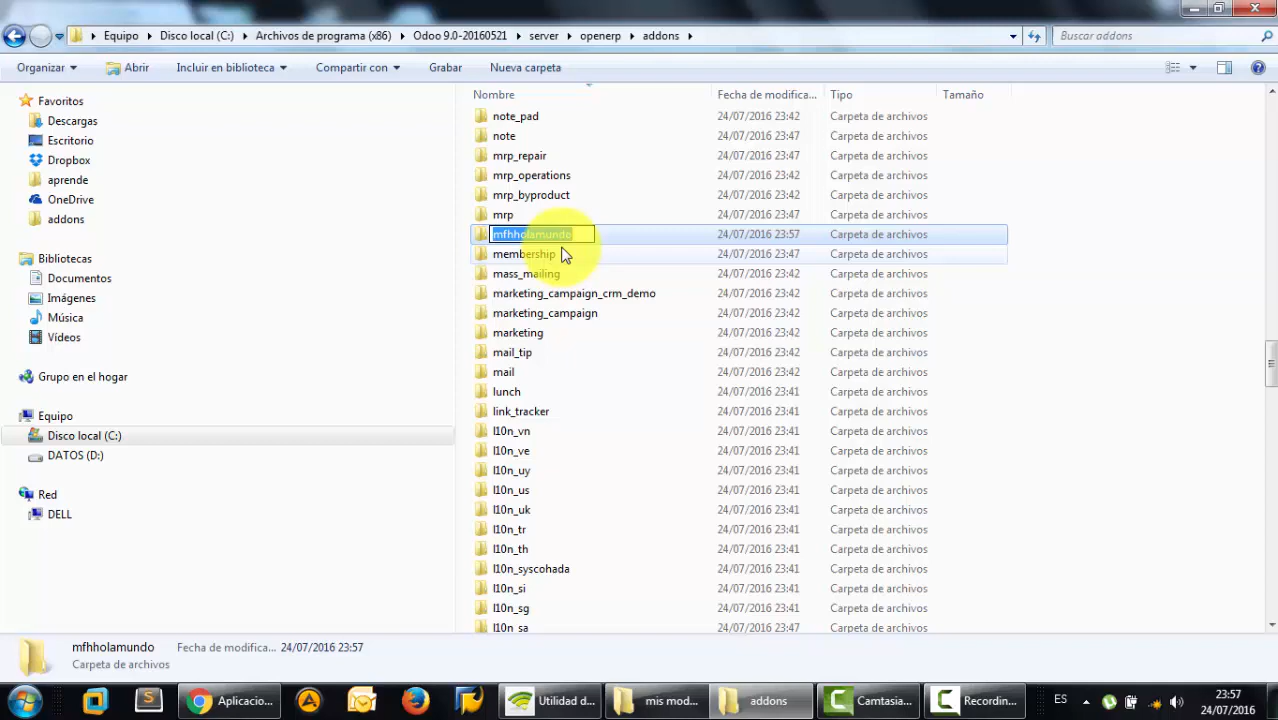 Equipo Disco local (C:) Archivos de programa (x86) Odoo 9.0-20160521 server openerp addons Buscar addons
Organizar Abrir Incluir en biblioteca Compartir con Grabar Nueva carpeta
Favoritos
Descargas
Escritorio
Dropbox
aprende
OneDrive
addons
Bibliotecas
Documentos
Imágenes
Música
Vídeos
Grupo en el hogar
Equipo
Disco local (C:)
DATOS (D:)
Red
DELL
Nombre Fecha de modifica... Tipo Tamaño
note_pad 24/07/2016 23:42 Carpeta de archivos
note 24/07/2016 23:47 Carpeta de archivos
mrp_repair 24/07/2016 23:47 Carpeta de archivos
mrp_operations 24/07/2016 23:42 Carpeta de archivos
mrp_byproduct 24/07/2016 23:42 Carpeta de archivos
mrp 24/07/2016 23:47 Carpeta de archivos
mfhholamundo 24/07/2016 23:57 Carpeta de archivos
membership 24/07/2016 23:47 Carpeta de archivos
mass_mailing 24/07/2016 23:42 Carpeta de archivos
marketing_campaign_crm_demo 24/07/2016 23:42 Carpeta de archivos
marketing_campaign 24/07/2016 23:42 Carpeta de archivos
marketing 24/07/2016 23:42 Carpeta de archivos
mail_tip 24/07/2016 23:42 Carpeta de archivos
mail 24/07/2016 23:42 Carpeta de archivos
lunch 24/07/2016 23:41 Carpeta de archivos
link_tracker 24/07/2016 23:41 Carpeta de archivos
l10n_vn 24/07/2016 23:41 Carpeta de archivos
l10n_ve 24/07/2016 23:41 Carpeta de archivos
l10n_uy 24/07/2016 23:41 Carpeta de archivos
l10n_us 24/07/2016 23:41 Carpeta de archivos
l10n_uk 24/07/2016 23:41 Carpeta de archivos
l10n_tr 24/07/2016 23:41 Carpeta de archivos
l10n_th 24/07/2016 23:41 Carpeta de archivos
l10n_syscohada 24/07/2016 23:41 Carpeta de archivos
l10n_si 24/07/2016 23:41 Carpeta de archivos
l10n_sg 24/07/2016 23:41 Carpeta de archivos
l10n_sa 24/07/2016 23:47 Carpeta de archivos
mfhholamundo Fecha de modifica... 24/07/2016 23:57
Carpeta de archivos
Aplicacio... Utilidad d... mis mod... addons Camtasia... Recordin... ES 23:57
24/07/2016